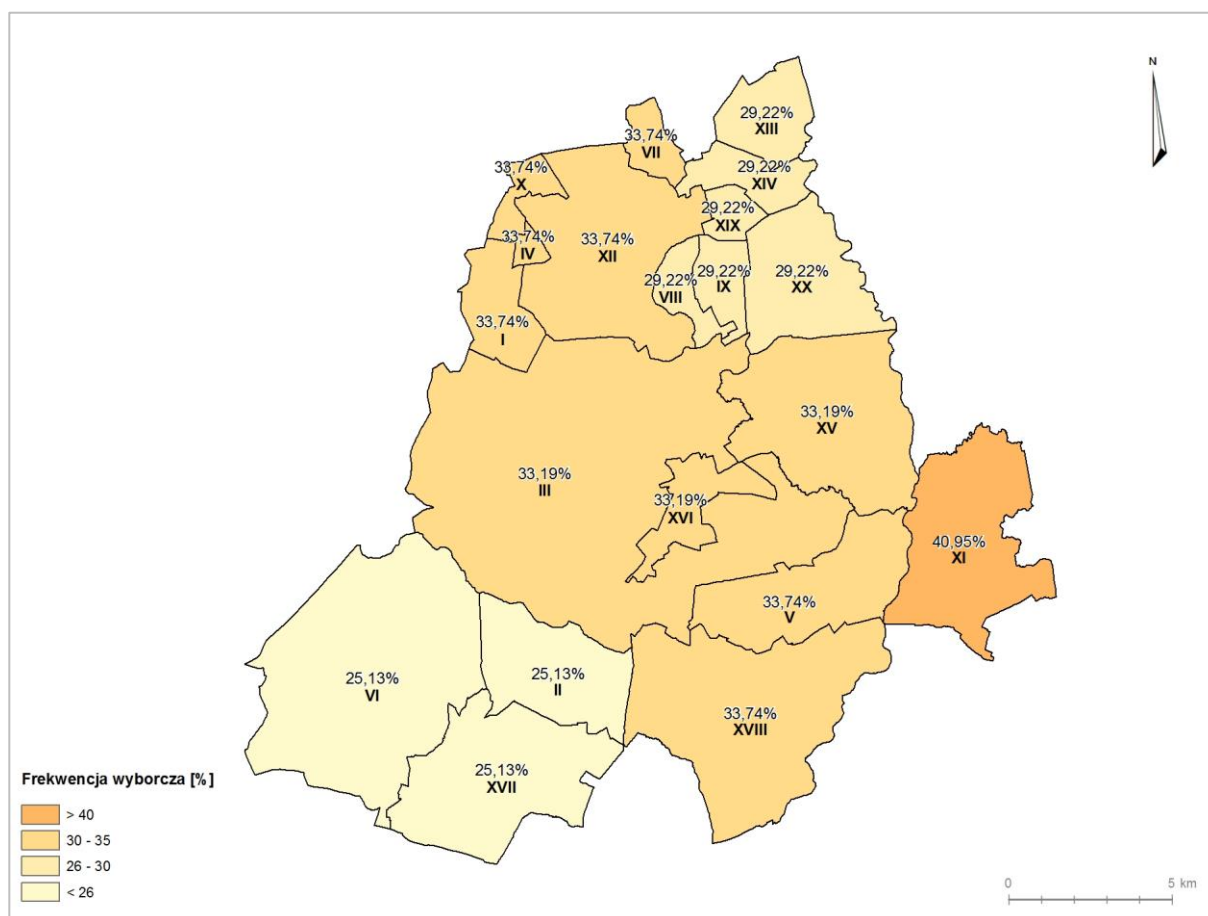 N
29,22%
XIII
33,74%
VII
33,74%
X
29,22%
XIV
29,22%
XIX
33,74%
IV
33,74%
XII
29,22%
VIII
29,22%
IX
29,22%
XX
33,74%
I
33,19%
XV
33,19%
III
33,19%
XVI
40,95%
XI
33,74%
V
25,13%
VI
25,13%
II
33,74%
XVIII
25,13%
XVII
Frekwencja wyborcza [%]
> 40
30 - 35
26 - 30
< 26
0 5 km